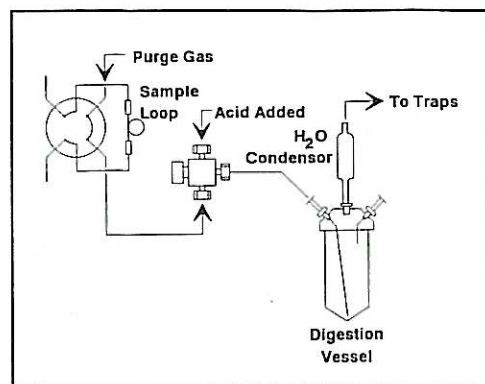 Purge Gas
Sample
Loop
Acid Added
To Traps
H₂O
Condensor
Digestion
Vessel